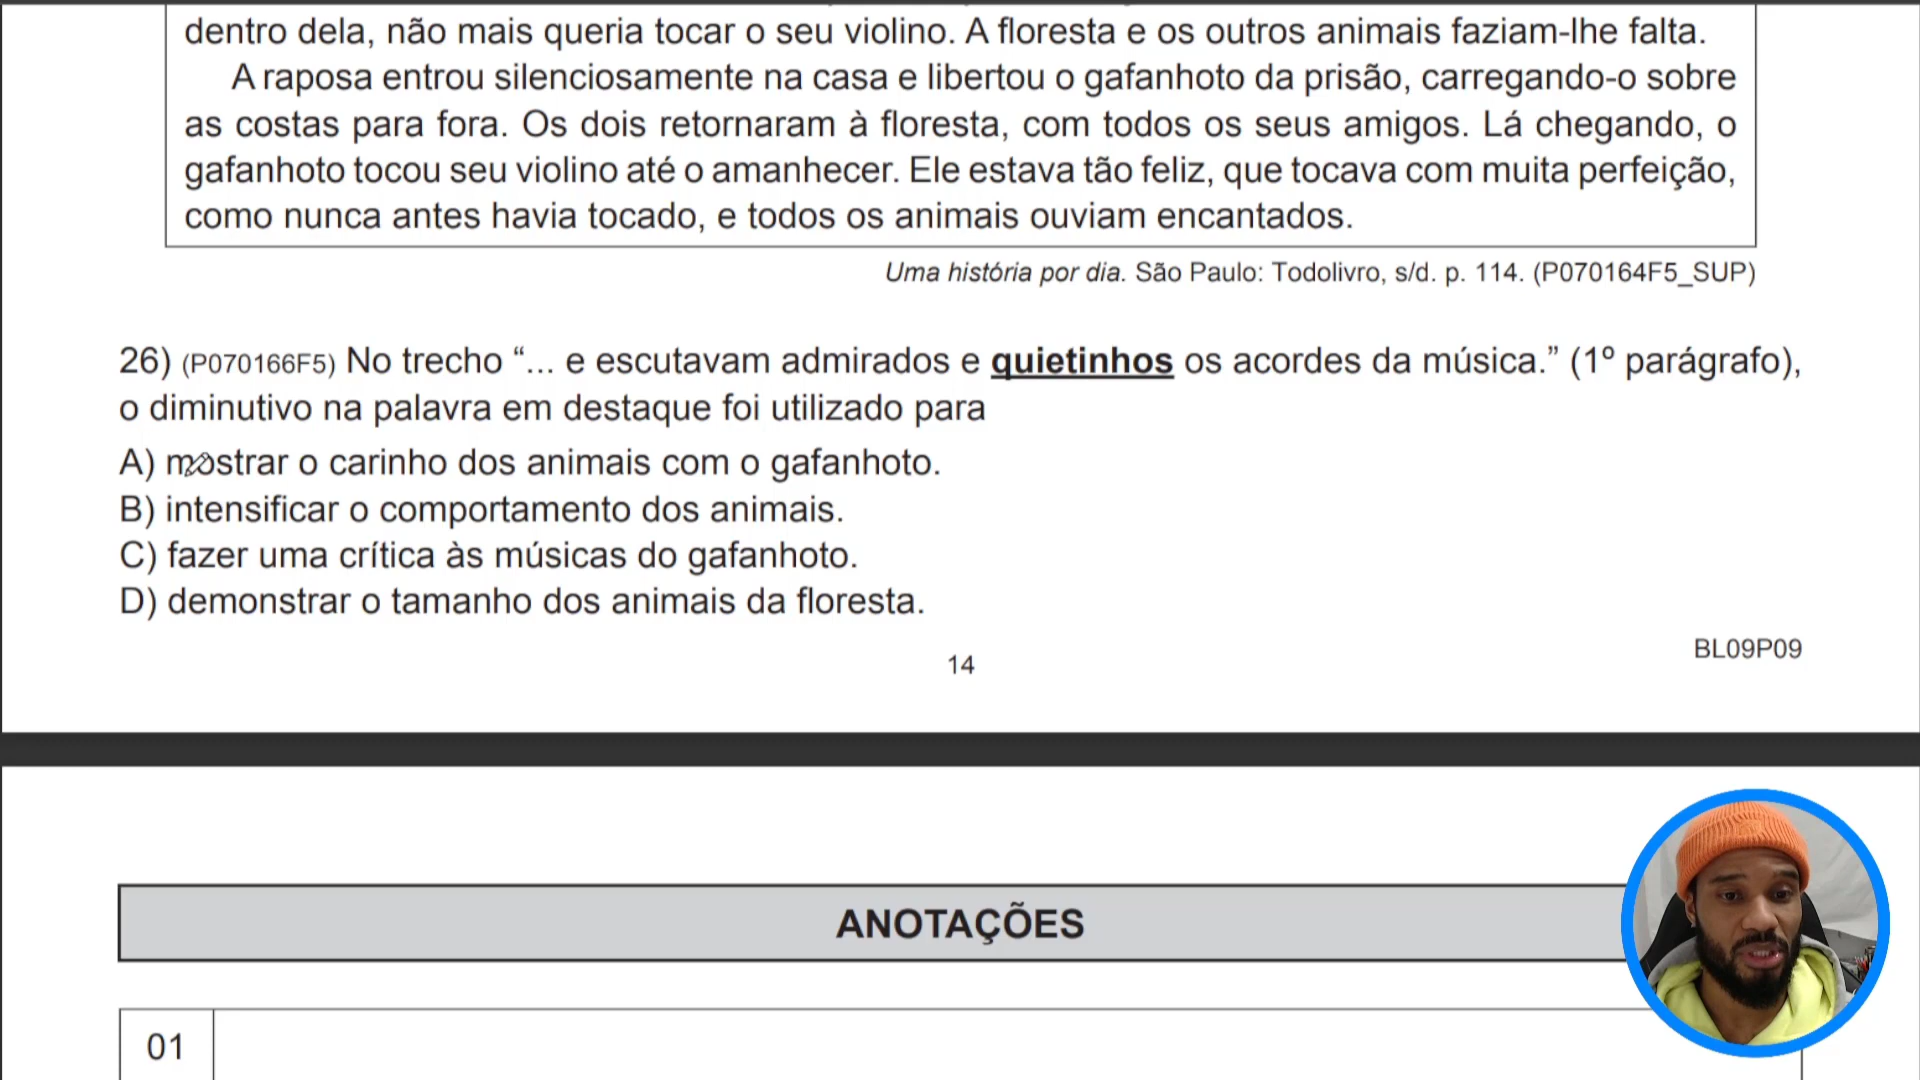 dentro dela, não mais queria tocar o seu violino. A floresta e os outros animais faziam-lhe falta.
A raposa entrou silenciosamente na casa e libertou o gafanhoto da prisão, carregando-o sobre
as costas para fora. Os dois retornaram à floresta, com todos os seus amigos. Lá chegando, o
gafanhoto tocou seu violino até o amanhecer. Ele estava tão feliz, que tocava com muita perfeição,
como nunca antes havia tocado, e todos os animais ouviam encantados.
Uma história por dia. São Paulo: Todolivro, s/d. p. 114. (P070164F5_SUP)
26) (P070166F5) No trecho “... e escutavam admirados e quietinhos os acordes da música.” (1º parágrafo),
o diminutivo na palavra em destaque foi utilizado para
A) mostrar o carinho dos animais com o gafanhoto.
B) intensificar o comportamento dos animais.
C) fazer uma crítica às músicas do gafanhoto.
D) demonstrar o tamanho dos animais da floresta.
14
BL09P09
ANOTAÇÕES
01